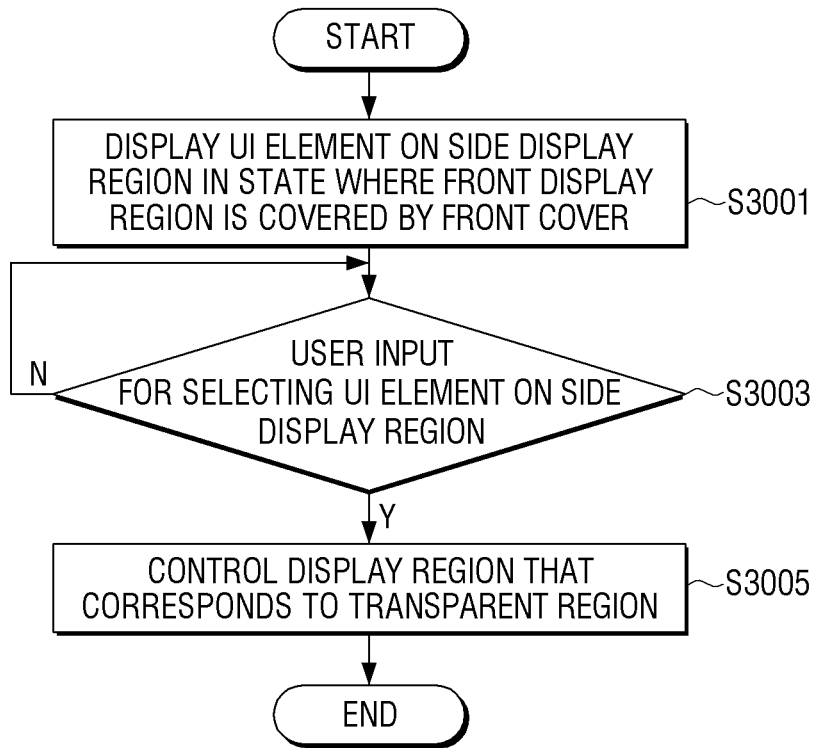 START
DISPLAY UI ELEMENT ON SIDE DISPLAY
REGION IN STATE WHERE FRONT DISPLAY
REGION IS COVERED BY FRONT COVER
S3001
N
USER INPUT
FOR SELECTING UI ELEMENT ON SIDE
DISPLAY REGION
S3003
Y
CONTROL DISPLAY REGION THAT
CORRESPONDS TO TRANSPARENT REGION
S3005
END